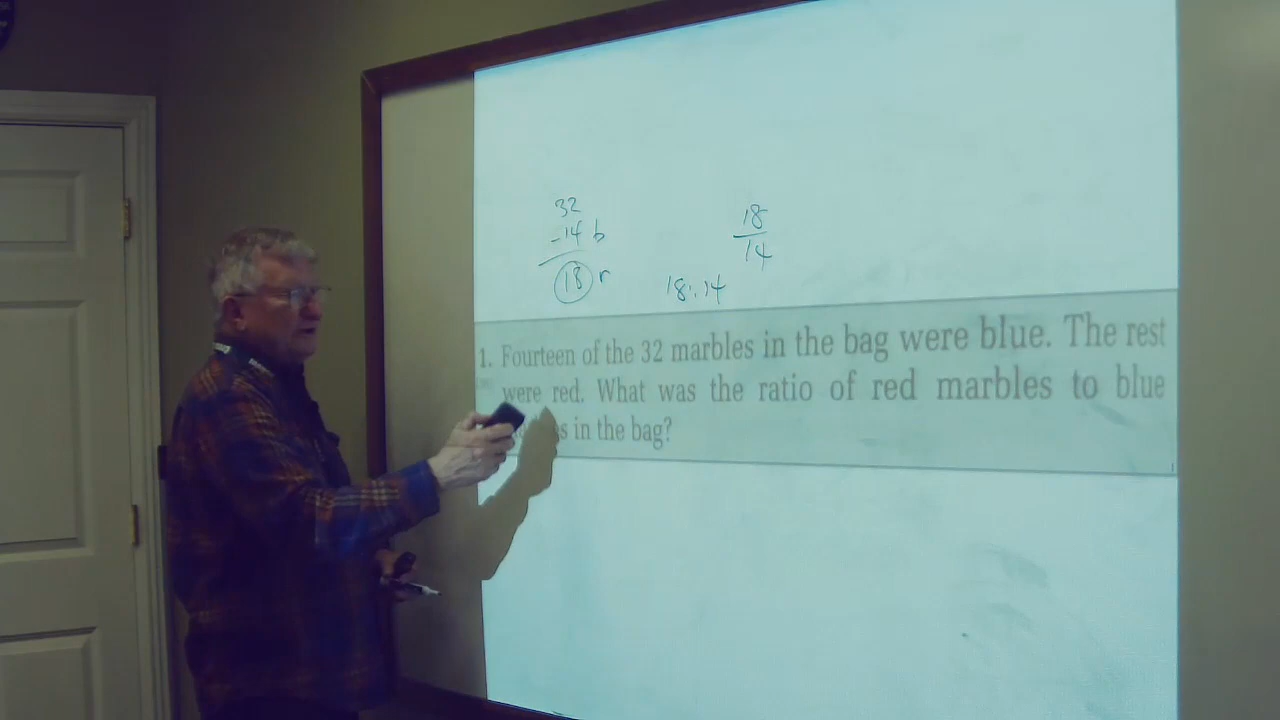 32
-14 b
18 r
18:14
18
14
1. Fourteen of the 32 marbles in the bag were blue. The rest
were red. What was the ratio of red marbles to blue
in the bag?